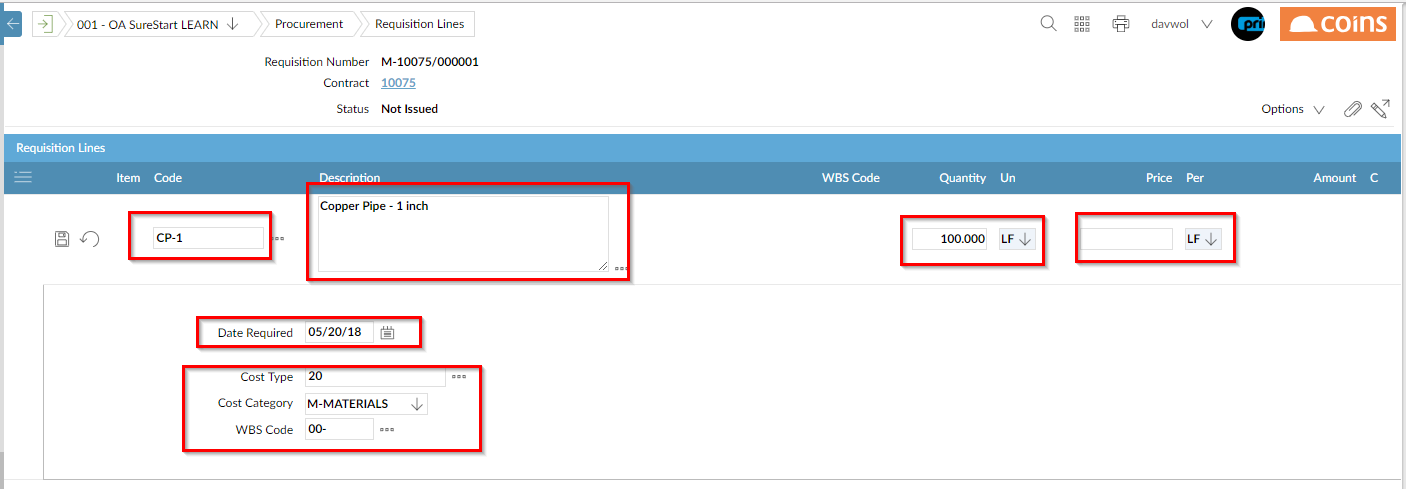 001 - OA SureStart LEARN Procurement Requisition Lines davwol pri coins
Requisition Number M-10075/000001
Contract 10075
Status Not Issued
Options
Requisition Lines
Item Code Description WBS Code Quantity Un Price Per Amount C
Copper Pipe - 1 inch
CP-1 100.000 LF LF
Date Required 05/20/18
Cost Type 20
Cost Category M-MATERIALS
WBS Code 00-